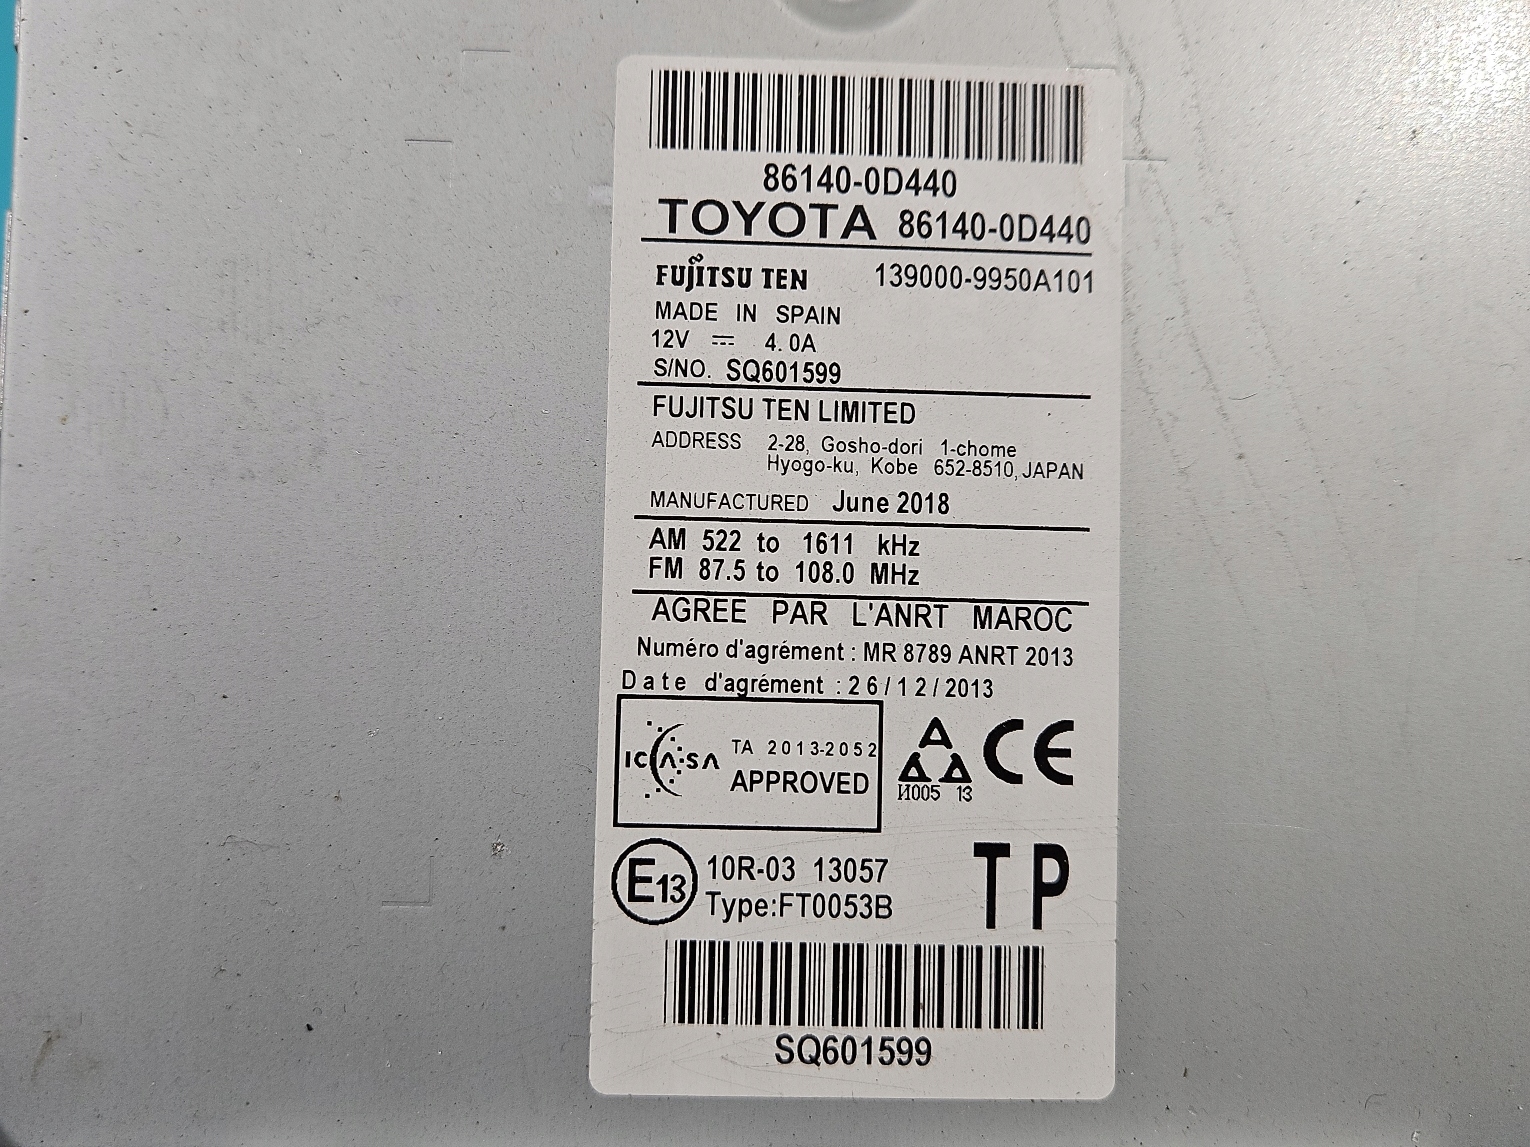 86140-0D440
TOYOTA 86140-0D440
FUJITSU TEN 139000-9950A101
MADE IN SPAIN
12V ⎓ 4.0A
S/NO. SQ601599
FUJITSU TEN LIMITED
ADDRESS 2-28, Gosho-dori 1-chome
Hyogo-ku, Kobe 652-8510, JAPAN
MANUFACTURED June 2018
AM 522 to 1611 kHz
FM 87.5 to 108.0 MHz
AGREE PAR L'ANRT MAROC
Numéro d'agrément : MR 8789 ANRT 2013
Date d'agrément : 26/12/2013
ICASA TA 2013-2052
APPROVED
И005 13
CE
E13 10R-03 13057
Type:FT0053B
TP
SQ601599